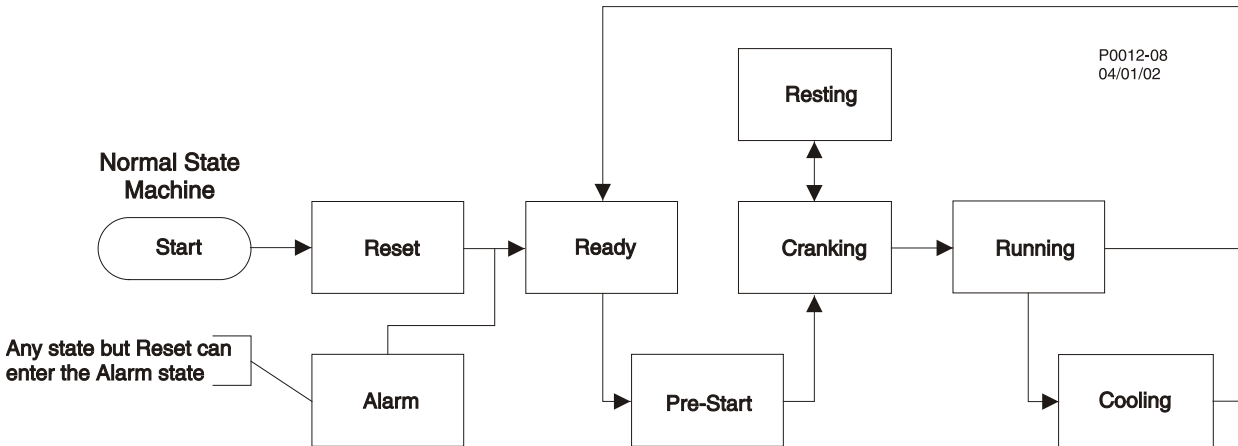 P0012-08
04/01/02
Resting
Normal State
Machine
Start
Reset
Ready
Cranking
Running
Any state but Reset can
enter the Alarm state
Alarm
Pre-Start
Cooling